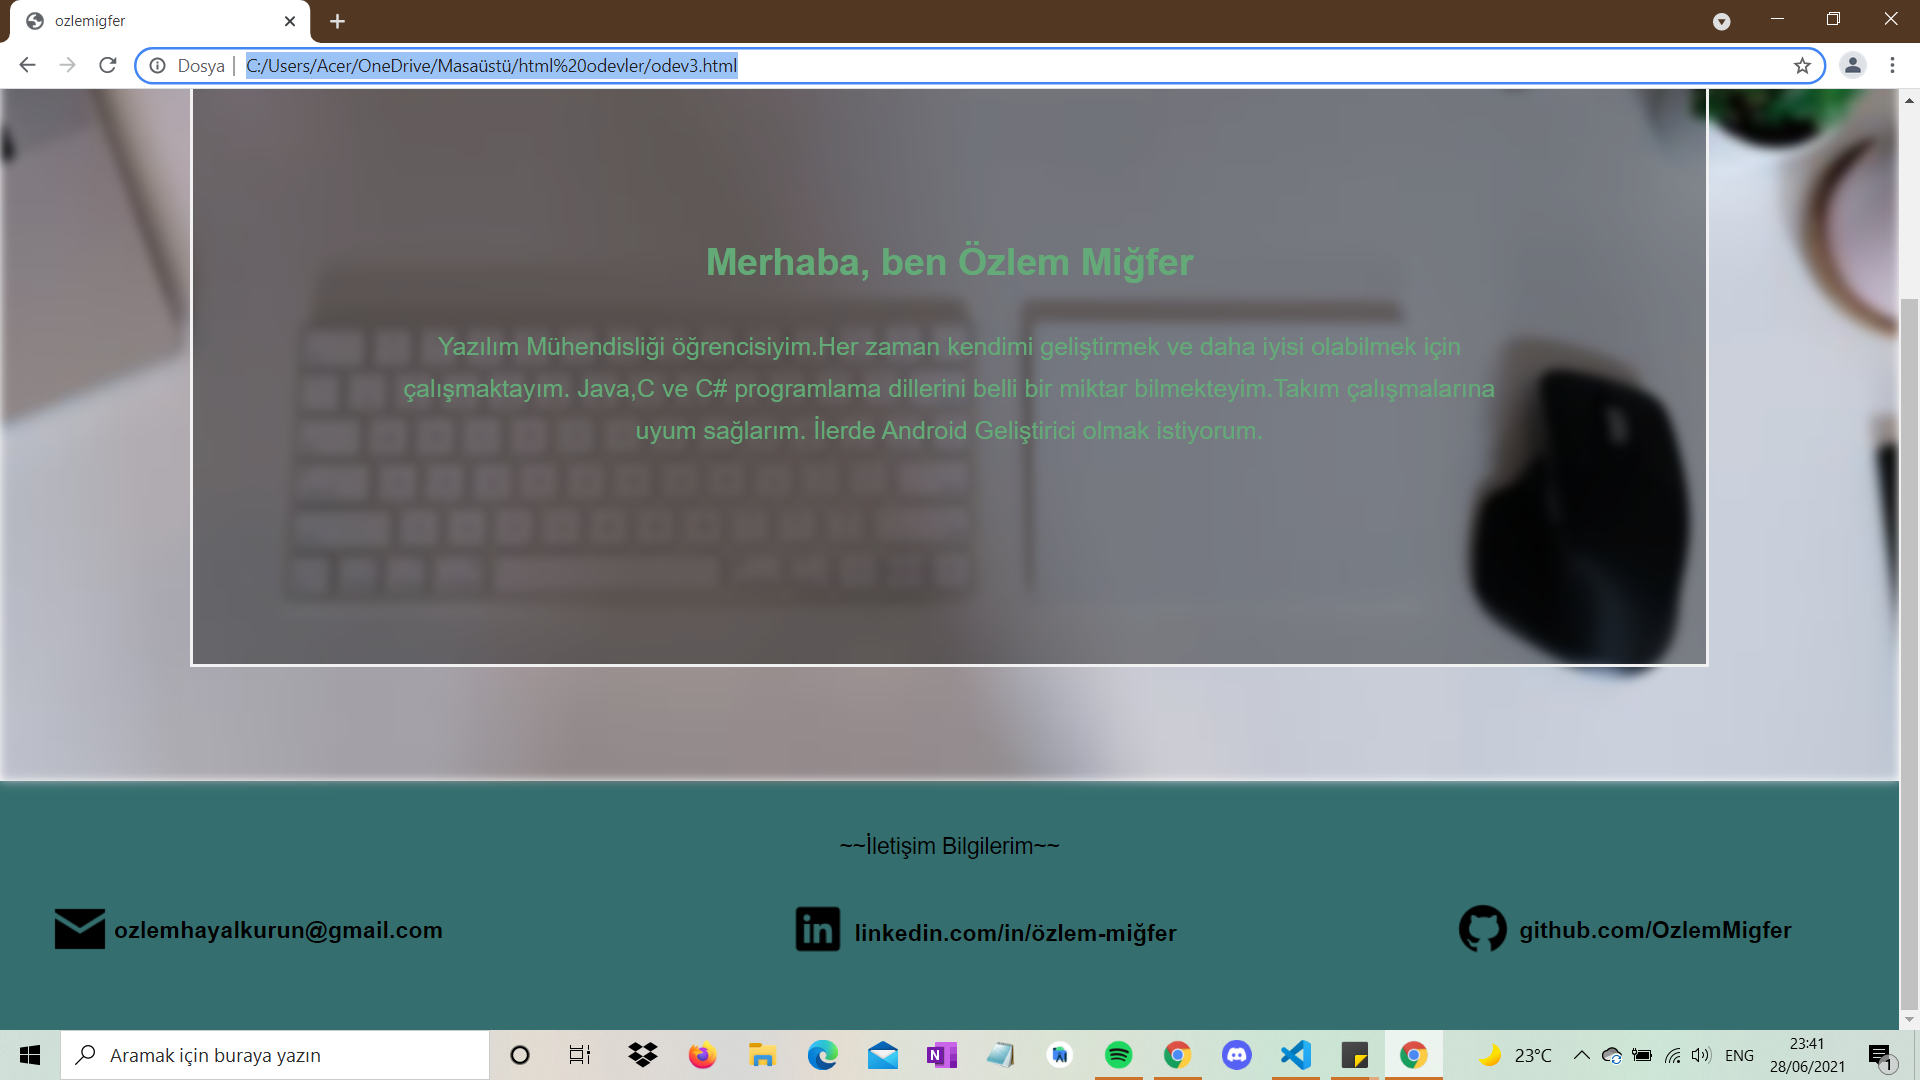 ozlemigfer
Dosya | C:/Users/Acer/OneDrive/Masaüstü/html%20odevler/odev3.html
Merhaba, ben Özlem Miğfer
Yazılım Mühendisliği öğrencisiyim.Her zaman kendimi geliştirmek ve daha iyisi olabilmek için
çalışmaktayım. Java,C ve C# programlama dillerini belli bir miktar bilmekteyim.Takım çalışmalarına
uyum sağlarım. İlerde Android Geliştirici olmak istiyorum.
~~İletişim Bilgilerim~~
ozlemhayalkurun@gmail.com
linkedin.com/in/özlem-miğfer
github.com/OzlemMigfer
Aramak için buraya yazın
23°C
ENG
23:41
28/06/2021
1